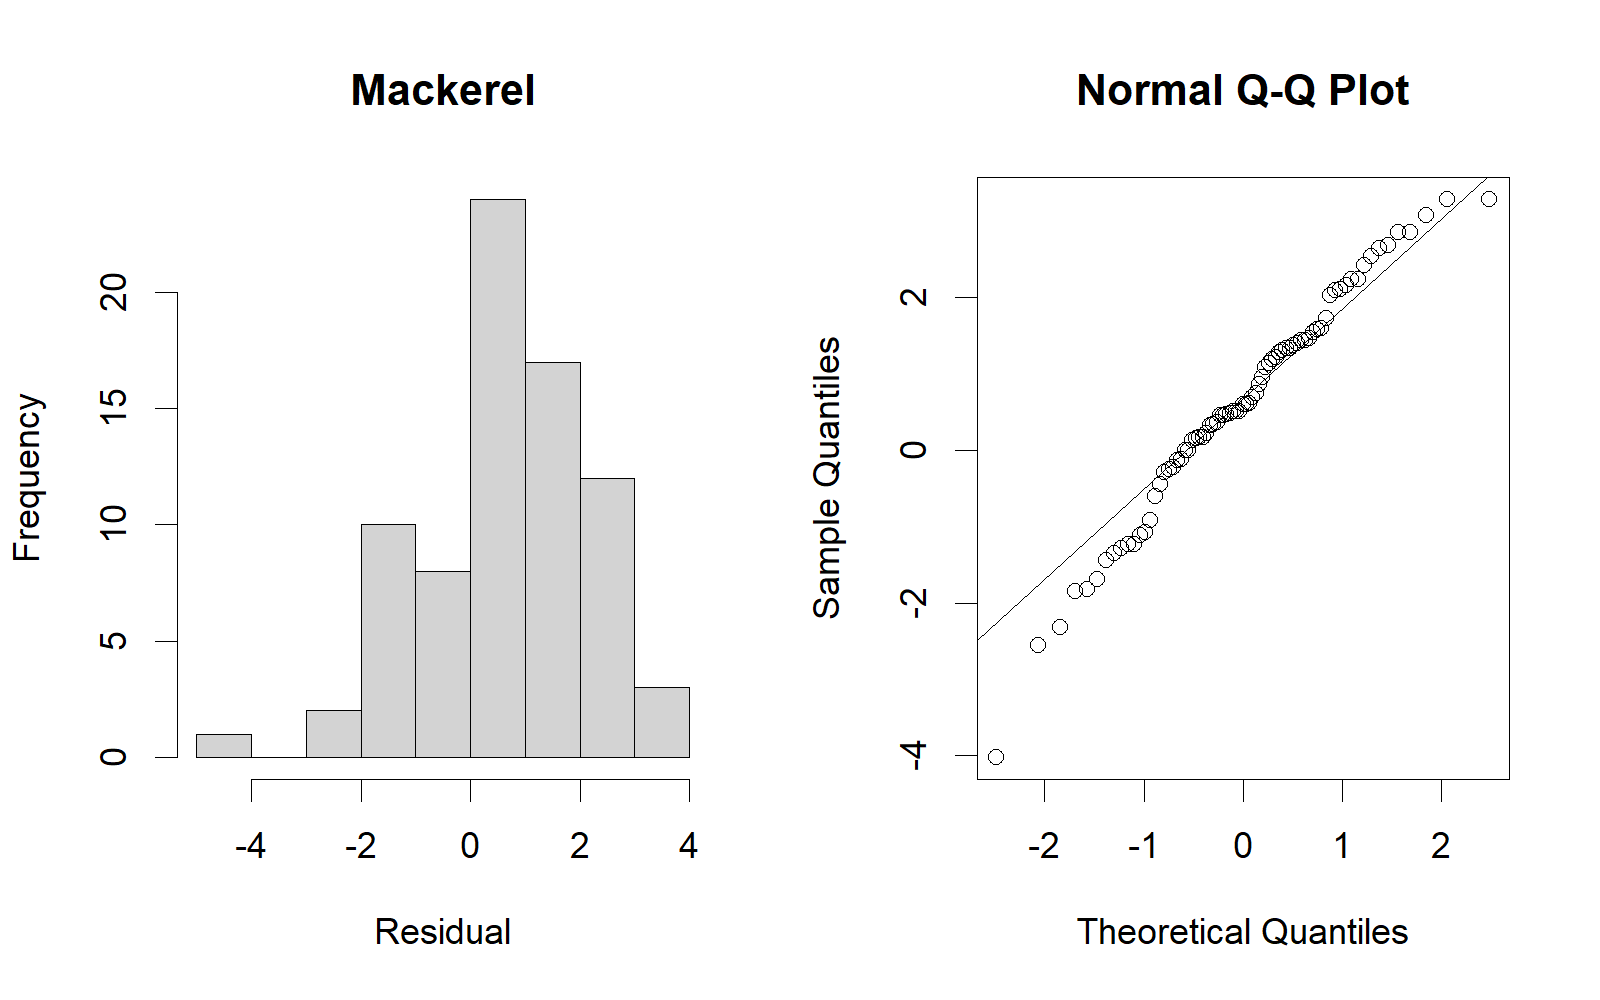 Mackerel
Frequency
20
15
10
5
0
-4 -2 0 2 4
Residual
Normal Q-Q Plot
Sample Quantiles
2
0
-2
-4
-2 -1 0 1 2
Theoretical Quantiles